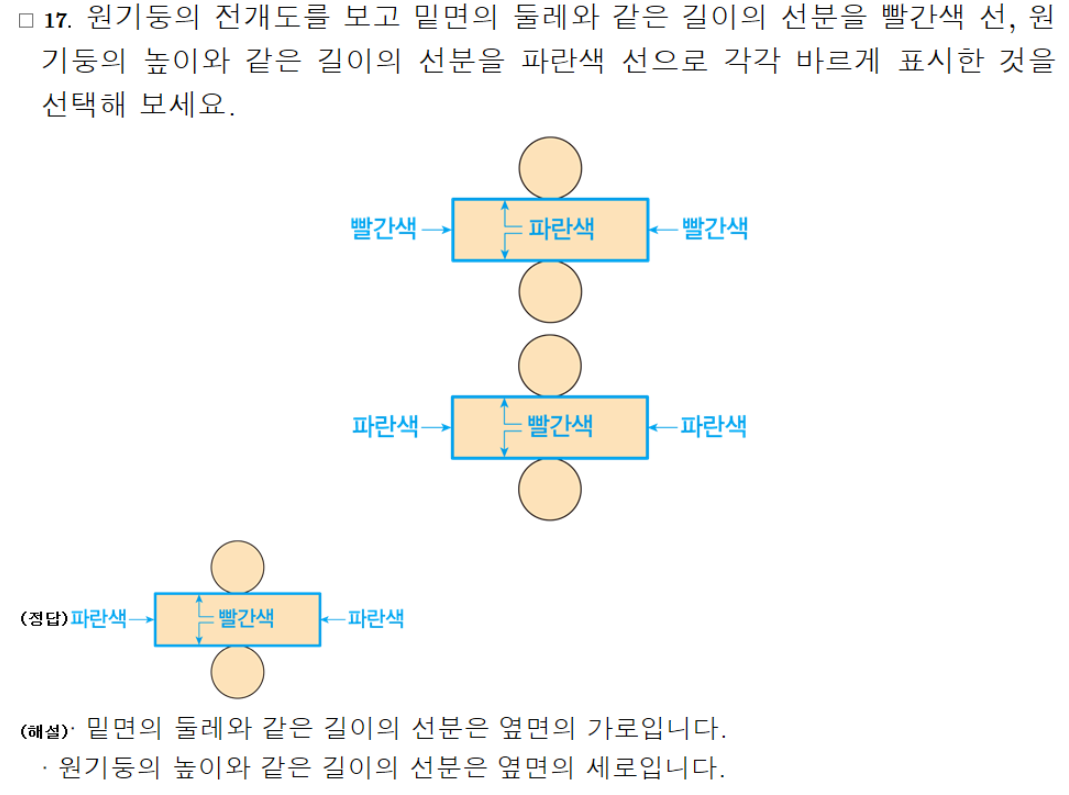 □ 17. 원기둥의 전개도를 보고 밑면의 둘레와 같은 길이의 선분을 빨간색 선, 원
기둥의 높이와 같은 길이의 선분을 파란색 선으로 각각 바르게 표시한 것을
선택해 보세요.
빨간색 파란색 빨간색
파란색 빨간색 파란색
(정답) 파란색 빨간색 파란색
(해설)· 밑면의 둘레와 같은 길이의 선분은 옆면의 가로입니다.
· 원기둥의 높이와 같은 길이의 선분은 옆면의 세로입니다.